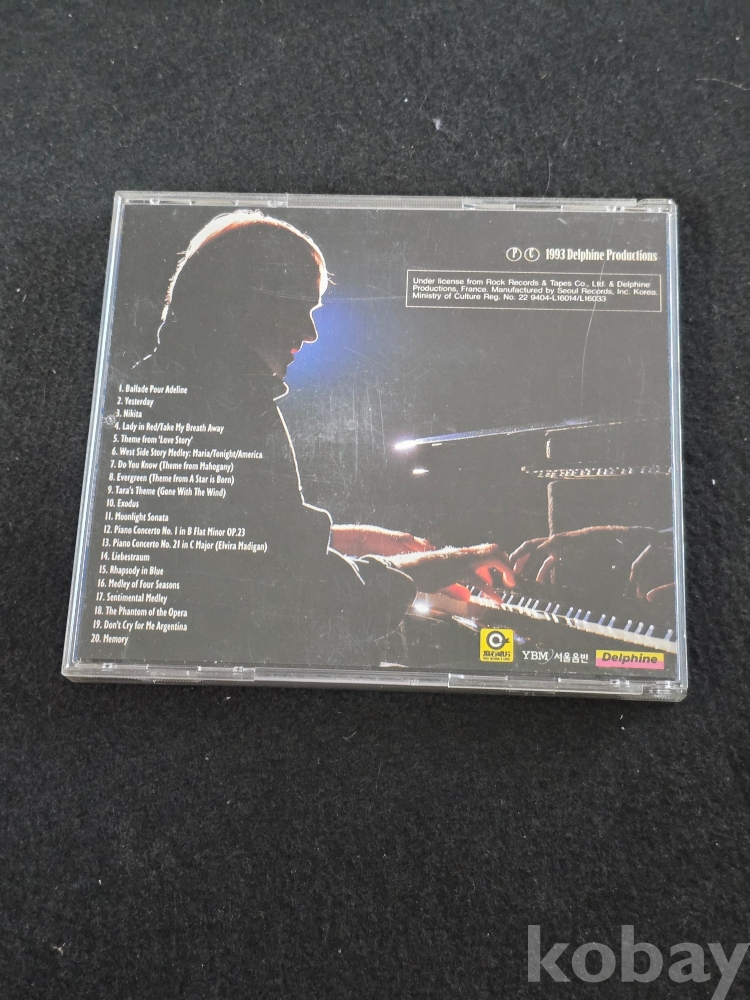 Ⓟ Ⓒ 1993 Delphine Productions
Under license from Rock Records & Tapes Co., Ltd. & Delphine
Productions, France. Manufactured by Seoul Records, Inc. Korea.
Ministry of Culture Reg. No. 22 9404-L16014/L16033
1. Ballade Pour Adeline
2. Yesterday
3. Nikita
4. Lady in Red/Take My Breath Away
5. Theme from 'Love Story'
6. West Side Story Medley: Maria/Tonight/America
7. Do You Know (Theme from Mahogany)
8. Evergreen (Theme from A Star is Born)
9. Tara's Theme (Gone With The Wind)
10. Exodus
11. Moonlight Sonata
12. Piano Concerto No. 1 in B Flat Minor OP.23
13. Piano Concerto No. 21 in C Major (Elvira Madigan)
14. Liebestraum
15. Rhapsody in Blue
16. Medley of Four Seasons
17. Sentimental Medley
18. The Phantom of the Opera
19. Don't Cry for Me Argentina
20. Memory
YBM 서울음반
Delphine
kobay